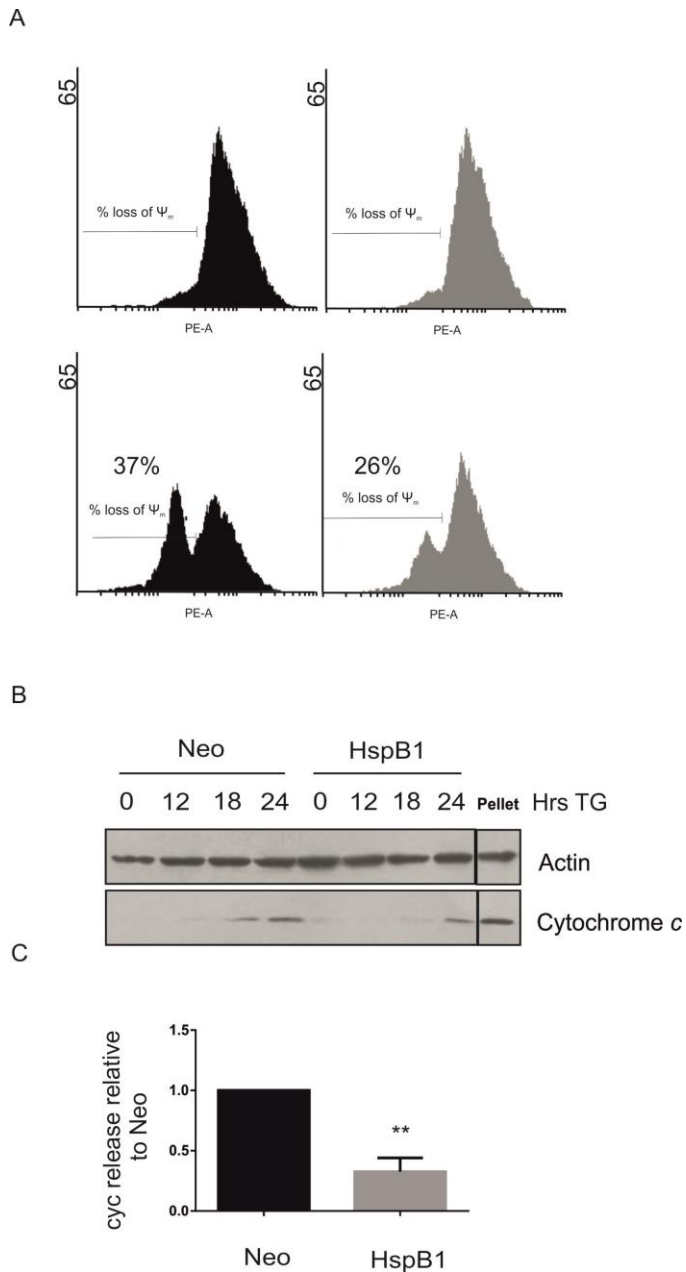 A
65
65
% loss of Ψm
% loss of Ψm
PE-A
PE-A
65
65
37%
26%
% loss of Ψm
% loss of Ψm
PE-A
PE-A
B
Neo HspB1
0 12 18 24 0 12 18 24 Pellet Hrs TG
Actin
Cytochrome c
C
cyc release relative
to Neo
1.5
1.0
0.5
0.0
**
Neo HspB1